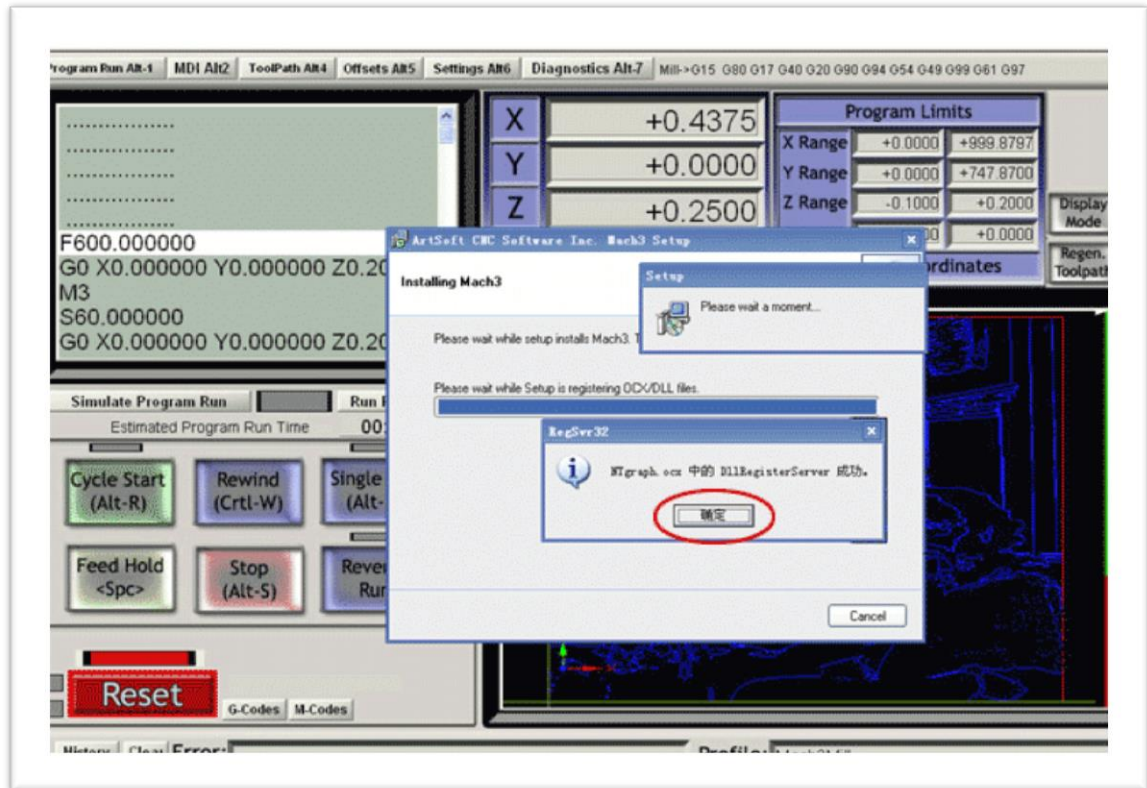 rogram Run Alt-1 MDI Alt2 ToolPath Alt4 Offsets Alt5 Settings Alt6 Diagnostics Alt-7 Mill->G15 G80 G17 G40 G20 G90 G94 G54 G49 G99 G61 G97
................
................
................
................
F600.000000
G0 X0.000000 Y0.000000 Z0.20
M3
S60.000000
G0 X0.000000 Y0.000000 Z0.20
X +0.4375
Y +0.0000
Z +0.2500
Program Limits
X Range +0.0000 +999.8797
Y Range +0.0000 +747.8700
Z Range -0.1000 +0.2000
+0.0000
rdinates
Display
Mode
Regen.
Toolpath
ArtSoft CNC Software Inc. Mach3 Setup
Installing Mach3
Please wait while setup installs Mach3. T
Setup
Please wait a moment...
Please wait while Setup is registering OCX/DLL files.
RegSvr32
NTgraph.ocx 中的 DllRegisterServer 成功。
确定
Cancel
Simulate Program Run Run F
Estimated Program Run Time 00:
Cycle Start
(Alt-R)
Rewind
(Crtl-W)
Single
(Alt-
Feed Hold
<Spc>
Stop
(Alt-S)
Rever
Run
Reset
G-Codes M-Codes
History Clear Error:
Profile: